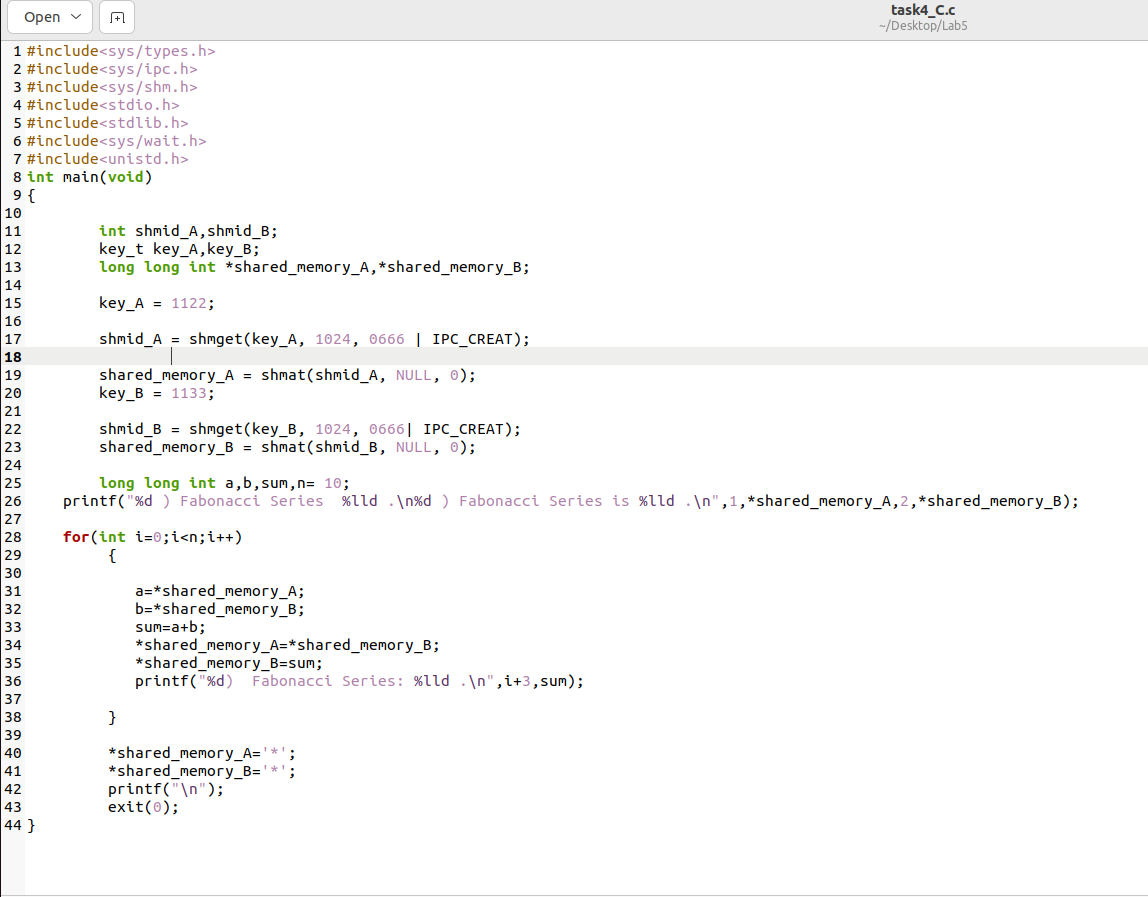 Open
task4_C.c
~/Desktop/Lab5
1 #include<sys/types.h>
2 #include<sys/ipc.h>
3 #include<sys/shm.h>
4 #include<stdio.h>
5 #include<stdlib.h>
6 #include<sys/wait.h>
7 #include<unistd.h>
8 int main(void)
9 {
10
11         int shmid_A,shmid_B;
12         key_t key_A,key_B;
13         long long int *shared_memory_A,*shared_memory_B;
14
15         key_A = 1122;
16
17         shmid_A = shmget(key_A, 1024, 0666 | IPC_CREAT);
18
19         shared_memory_A = shmat(shmid_A, NULL, 0);
20         key_B = 1133;
21
22         shmid_B = shmget(key_B, 1024, 0666| IPC_CREAT);
23         shared_memory_B = shmat(shmid_B, NULL, 0);
24
25         long long int a,b,sum,n= 10;
26     printf("%d ) Fabonacci Series  %lld .\n%d ) Fabonacci Series is %lld .\n",1,*shared_memory_A,2,*shared_memory_B);
27
28     for(int i=0;i<n;i++)
29          {
30
31             a=*shared_memory_A;
32             b=*shared_memory_B;
33             sum=a+b;
34             *shared_memory_A=*shared_memory_B;
35             *shared_memory_B=sum;
36             printf("%d)  Fabonacci Series: %lld .\n",i+3,sum);
37
38          }
39
40          *shared_memory_A='*';
41          *shared_memory_B='*';
42          printf("\n");
43          exit(0);
44 }